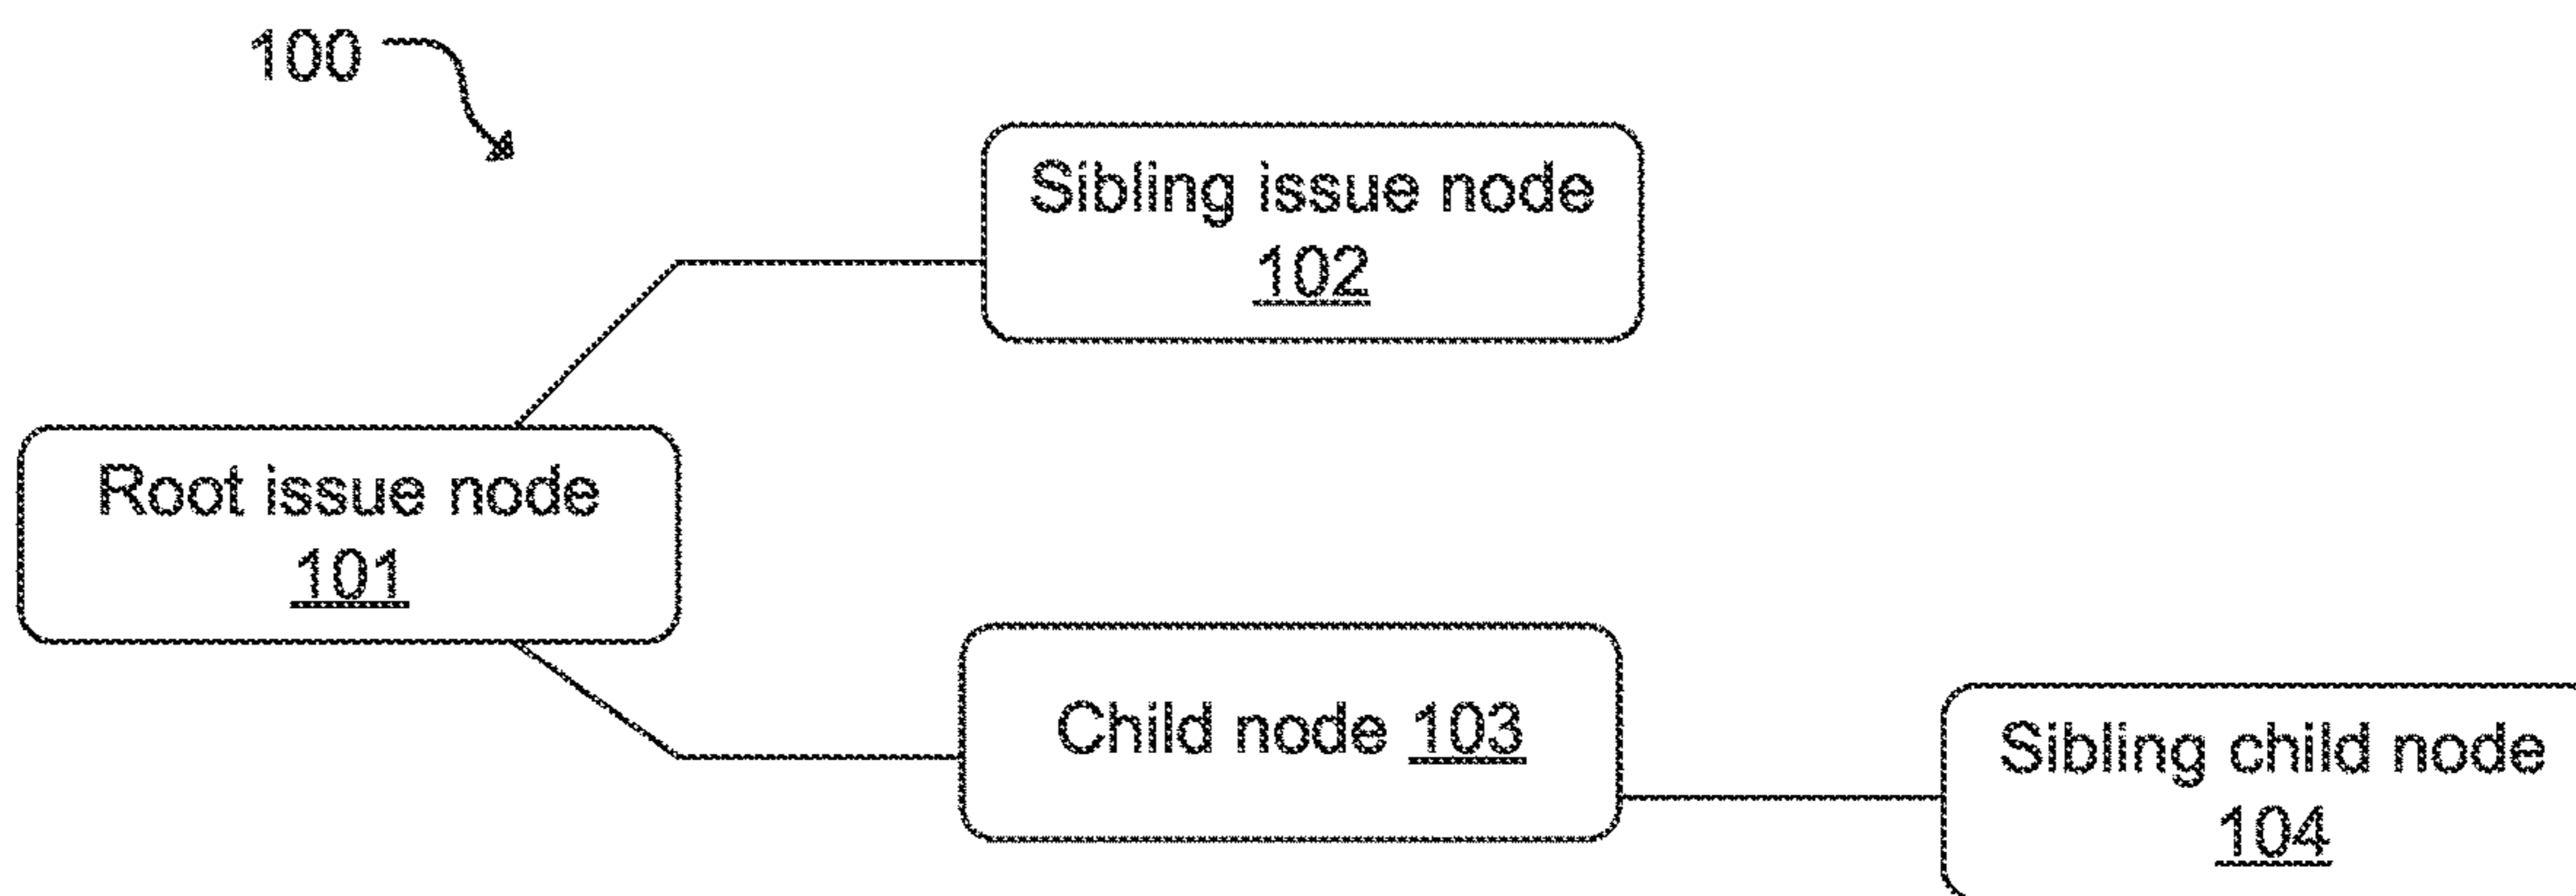 100
Sibling issue node
102
Root issue node
101
Child node 103
Sibling child node
104